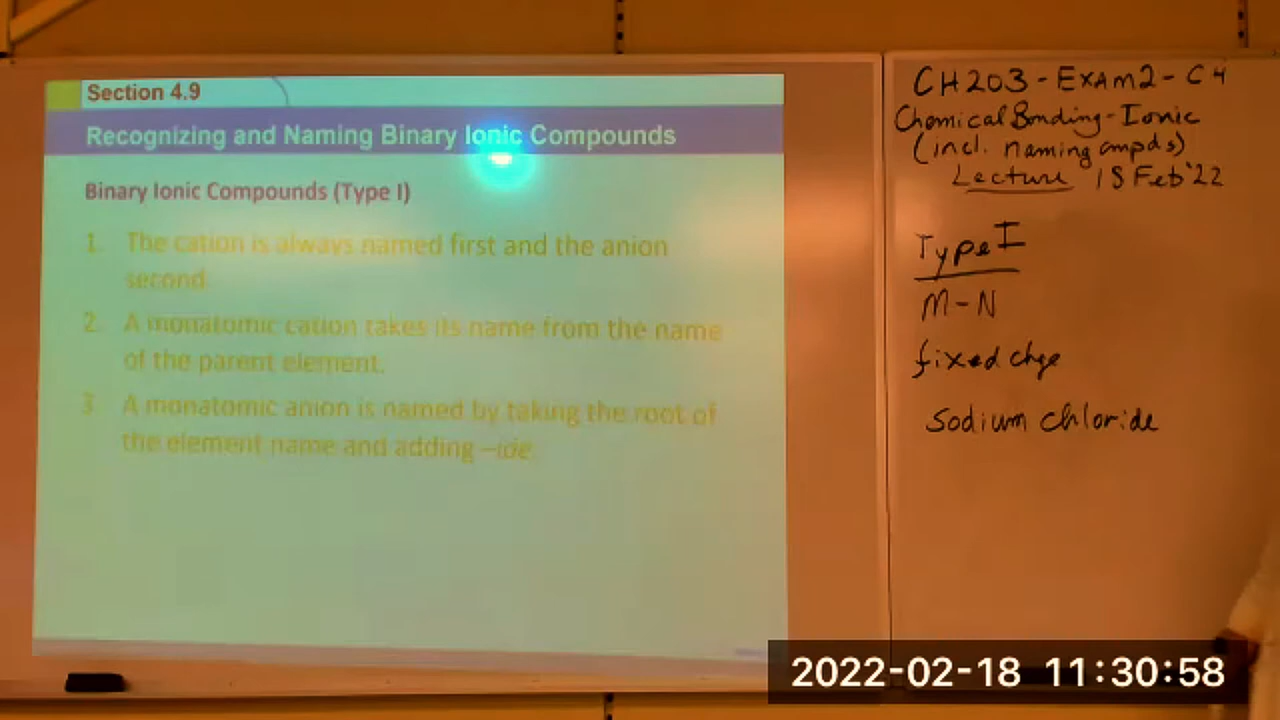 Section 4.9
Recognizing and Naming Binary Ionic Compounds
Binary Ionic Compounds (Type I)
1. The cation is always named first and the anion
second.
2. A monatomic cation takes its name from the name
of the parent element.
3. A monatomic anion is named by taking the root of
the element name and adding –ide.
CH203-Exam2-C4
Chemical Bonding-Ionic
(incl. naming cmpds)
Lecture 18 Feb'22
Type I
M-N
fixed chge
Sodium Chloride
2022-02-18 11:30:58